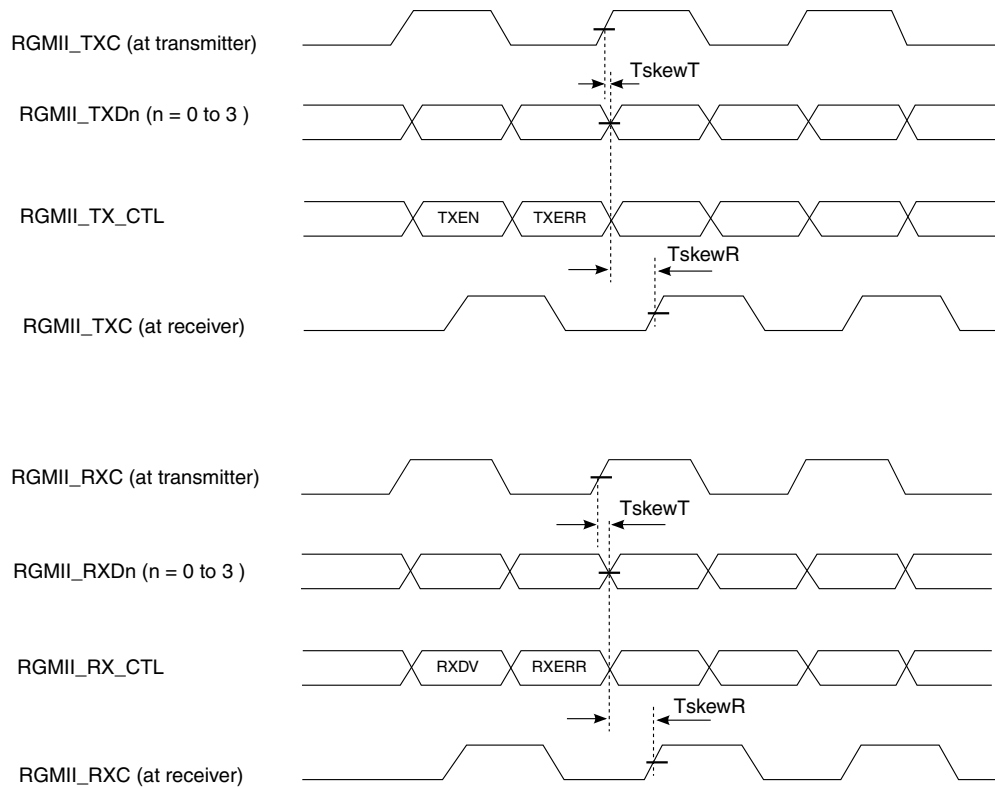 RGMII_TXC (at transmitter)
TskewT
RGMII_TXDn (n = 0 to 3 )
RGMII_TX_CTL
TXEN
TXERR
TskewR
RGMII_TXC (at receiver)
RGMII_RXC (at transmitter)
TskewT
RGMII_RXDn (n = 0 to 3 )
RGMII_RX_CTL
RXDV
RXERR
TskewR
RGMII_RXC (at receiver)